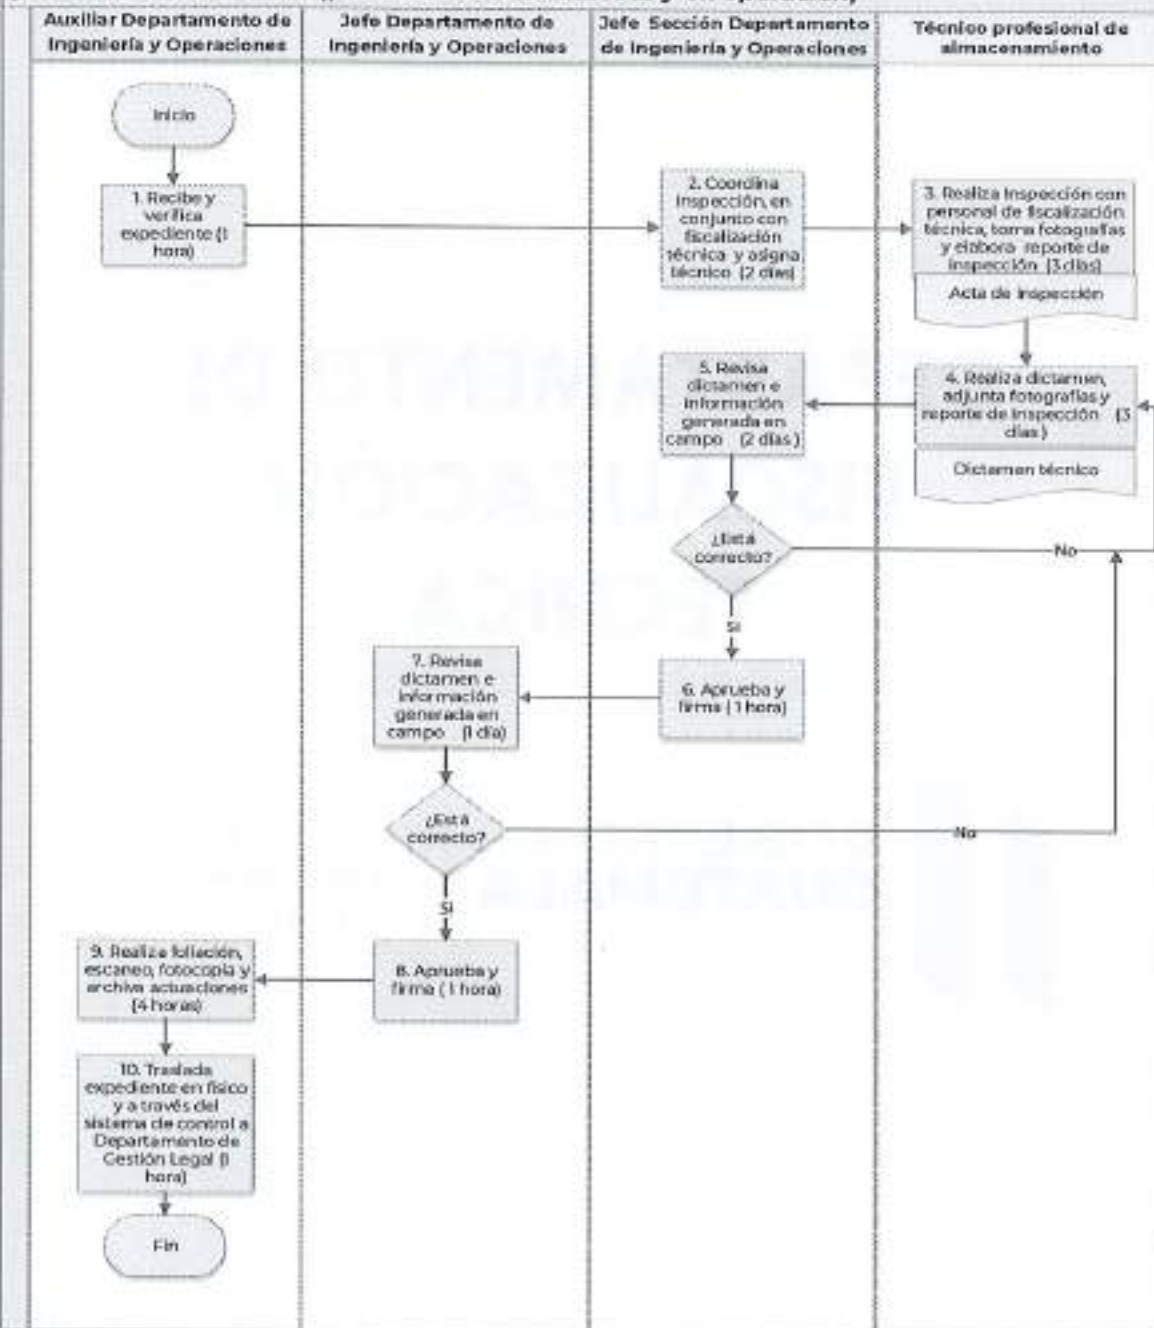 Auxiliar Departamento de
Ingeniería y Operaciones
Jefe Departamento de
Ingeniería y Operaciones
Jefe Sección Departamento
de Ingeniería y Operaciones
Técnico profesional de
almacenamiento
Inicio
1. Recibe y
verifica
expediente (1
hora)
2. Coordina
inspección, en
conjunto con
fiscalización
técnica y asigna
técnico (2 días)
3. Realiza Inspección con
personal de fiscalización
técnica, toma fotografías
y elabora reporte de
inspección (3 días)
Acta de inspección
4. Realiza dictamen,
adjunta fotografías y
reporte de inspección (3
días)
Dictamen técnico
5. Revisa
dictamen e
información
generada en
campo (2 días)
¿Está
correcto?
No
Si
6. Aprueba y
firma (1 hora)
7. Revisa
dictamen e
información
generada en
campo (1 día)
¿Está
correcto?
No
Si
8. Aprueba y
firma (1 hora)
9. Realiza foliación,
escaneo, fotocopia y
archiva actuaciones
(4 horas)
10. Traslada
expediente en físico
y a través del
sistema de control a
Departamento de
Gestión Legal (1
hora)
Fin